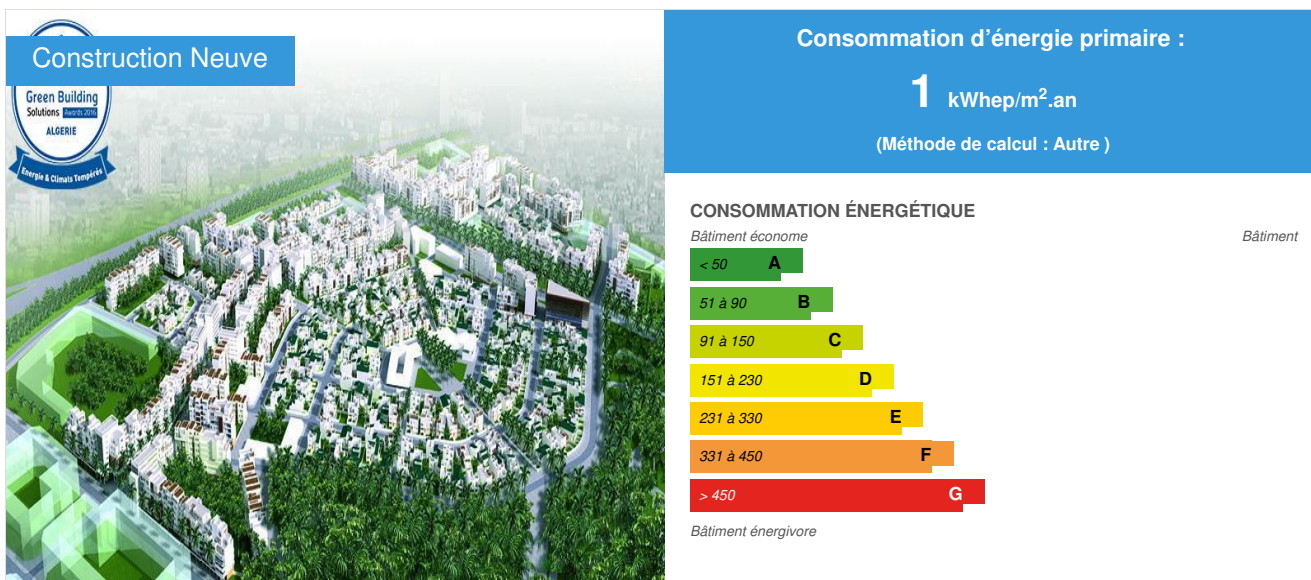 Construction Neuve
Green Building
Solutions Awards 2016
ALGERIE
Energie & Climats Tempérés
Consommation d'énergie primaire :
1 kWhep/m².an
(Méthode de calcul : Autre )
CONSOMMATION ÉNERGÉTIQUE
Bâtiment économe Bâtiment
< 50 A
51 à 90 B
91 à 150 C
151 à 230 D
231 à 330 E
331 à 450 F
> 450 G
Bâtiment énergivore